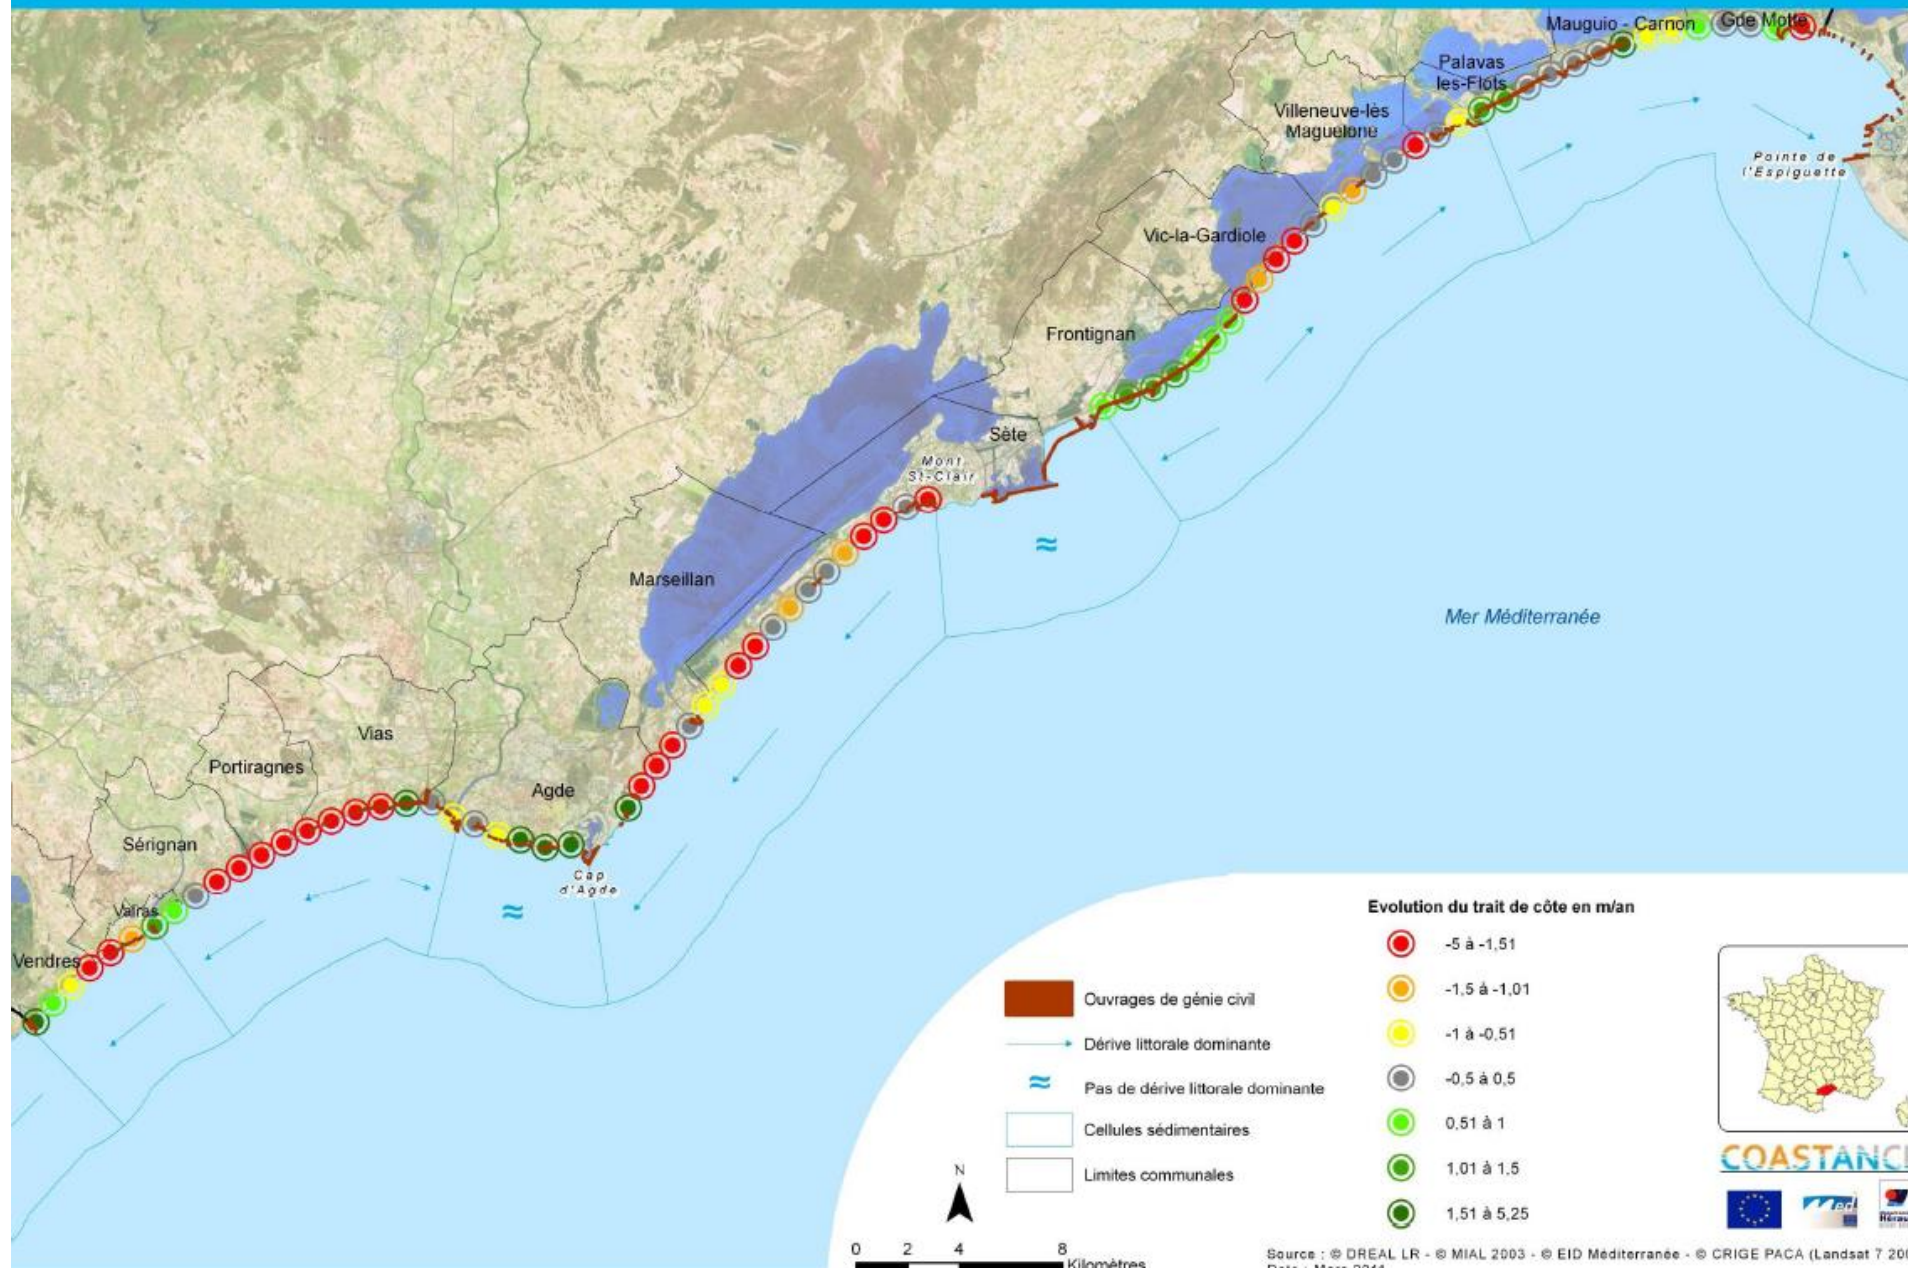 Mauguio - Carnon
Palavas
les-Flots
Villeneuve-lès
Maguelone
Pointe de
l'Espiguette
Vic-la-Gardiole
Frontignan
Sète
Mont
St-Clair
Marseillan
Mer Méditerranée
Vias
Portiragnes
Agde
Sérignan
Cap
d'Agde
Valras
Vendres
Evolution du trait de côte en m/an
-5 à -1,51
-1,5 à -1,01
-1 à -0,51
-0,5 à 0,5
0,51 à 1
1,01 à 1,5
1,51 à 5,25
Ouvrages de génie civil
Dérive littorale dominante
Pas de dérive littorale dominante
Cellules sédimentaires
Limites communales
N
0 2 4 8
Kilomètres
COASTANC
Med
Hérau
Source : © DREAL LR - © MIAL 2003 - © EID Méditerranée - © CRIGE PACA (Landsat 7 200